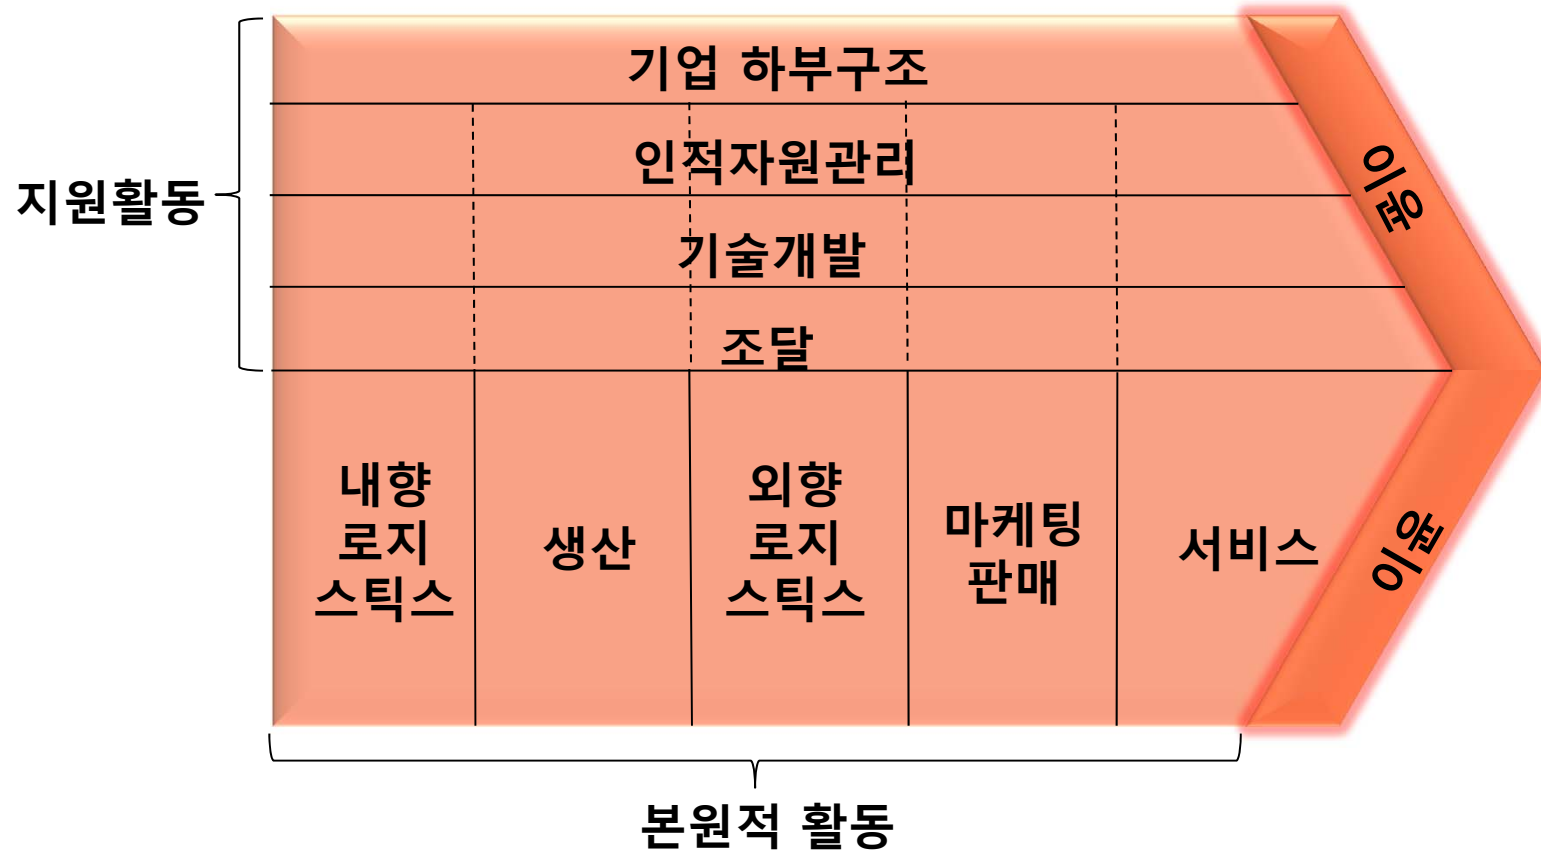 기업 하부구조
인적자원관리
기술개발
조달
지원활동
내향
로지
스틱스
생산
외향
로지
스틱스
마케팅
판매
서비스
이윤
이윤
본원적 활동